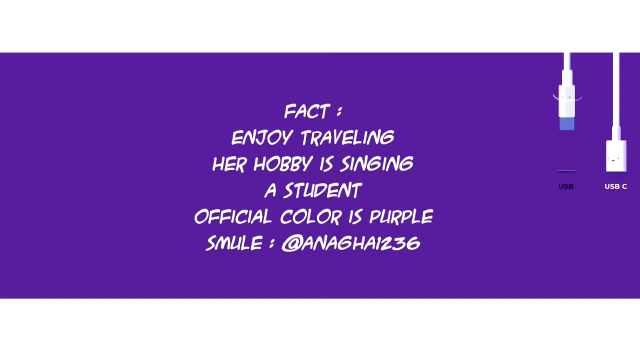 FACT :
ENJOY TRAVELING
HER HOBBY IS SINGING
A STUDENT
OFFICIAL COLOR IS PURPLE
SMULE : @ANAGHA1236
USB
USB C